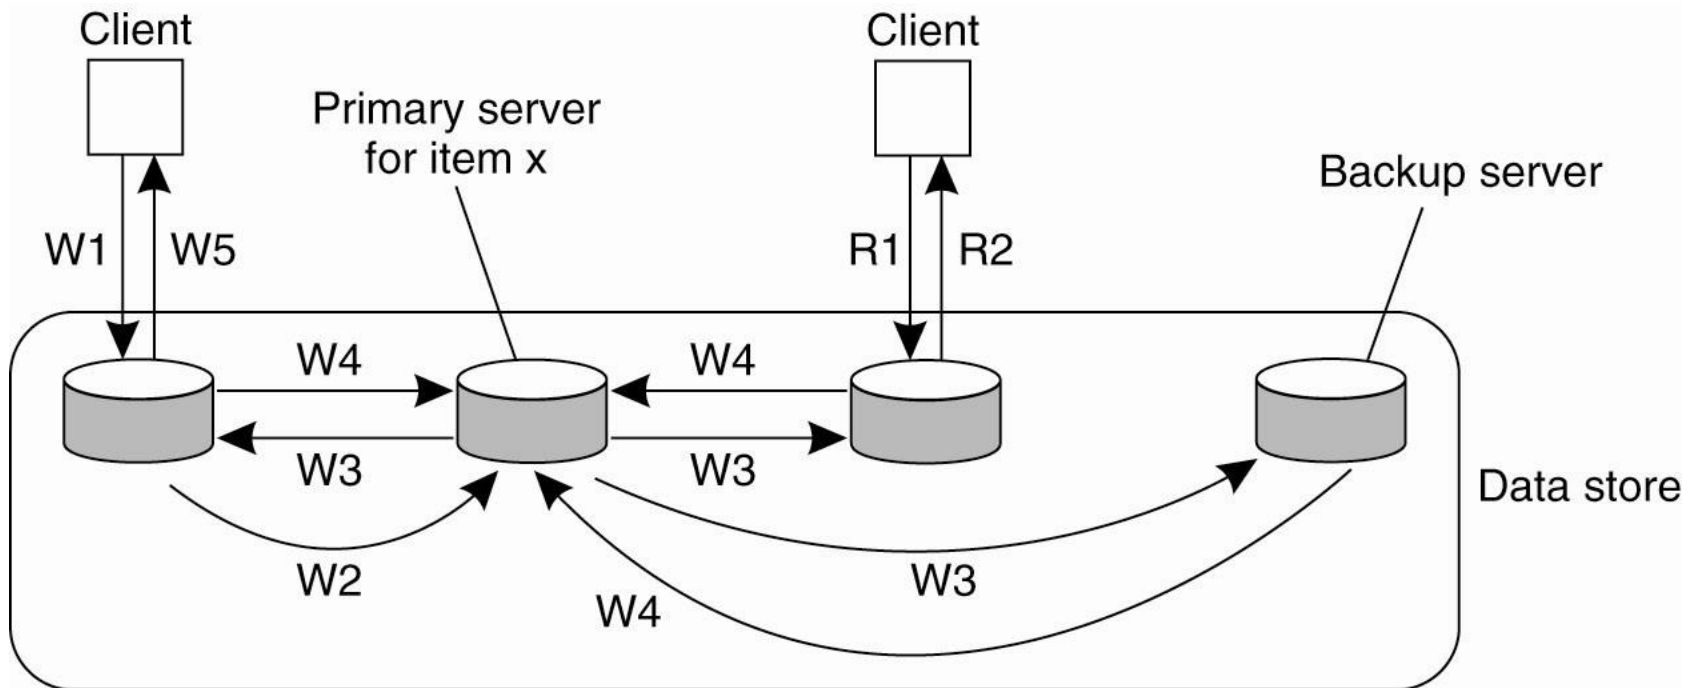 Client
Client
Primary server
for item x
Backup server
W1
W5
R1
R2
W4
W4
W3
W3
Data store
W2
W3
W4